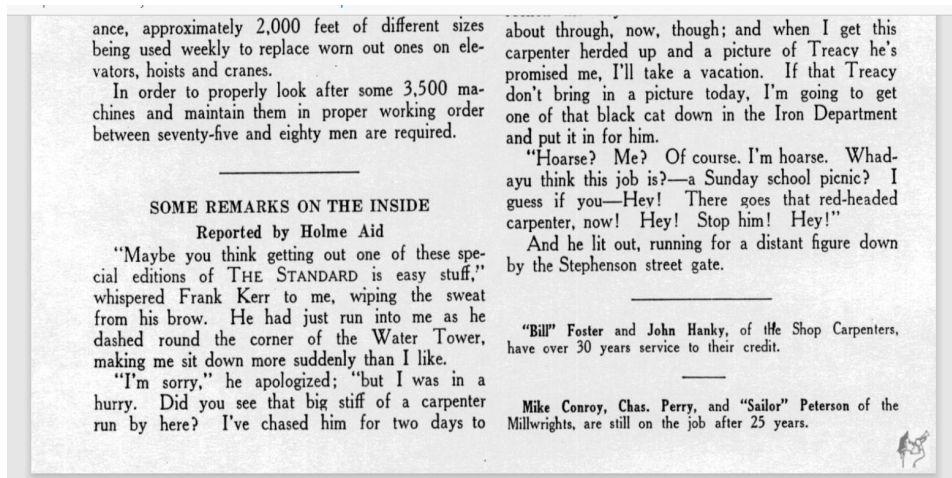 ance, approximately 2,000 feet of different sizes
being used weekly to replace worn out ones on ele-
vators, hoists and cranes.
In order to properly look after some 3,500 ma-
chines and maintain them in proper working order
between seventy-five and eighty men are required.
SOME REMARKS ON THE INSIDE
Reported by Holme Aid
"Maybe you think getting out one of these spe-
cial editions of THE STANDARD is easy stuff,"
whispered Frank Kerr to me, wiping the sweat
from his brow. He had just run into me as he
dashed round the corner of the Water Tower,
making me sit down more suddenly than I like.
"I'm sorry," he apologized; "but I was in a
hurry. Did you see that big stiff of a carpenter
run by here? I've chased him for two days to
about through, now, though; and when I get this
carpenter herded up and a picture of Treacy he's
promised me, I'll take a vacation. If that Treacy
don't bring in a picture today, I'm going to get
one of that black cat down in the Iron Department
and put it in for him.
"Hoarse? Me? Of course. I'm hoarse. Whad-
ayu think this job is?—a Sunday school picnic? I
guess if you—Hey! There goes that red-headed
carpenter, now! Hey! Stop him! Hey!"
And he lit out, running for a distant figure down
by the Stephenson street gate.
"Bill" Foster and John Hanky, of the Shop Carpenters,
have over 30 years service to their credit.
Mike Conroy, Chas. Perry, and "Sailor" Peterson of the
Millwrights, are still on the job after 25 years.